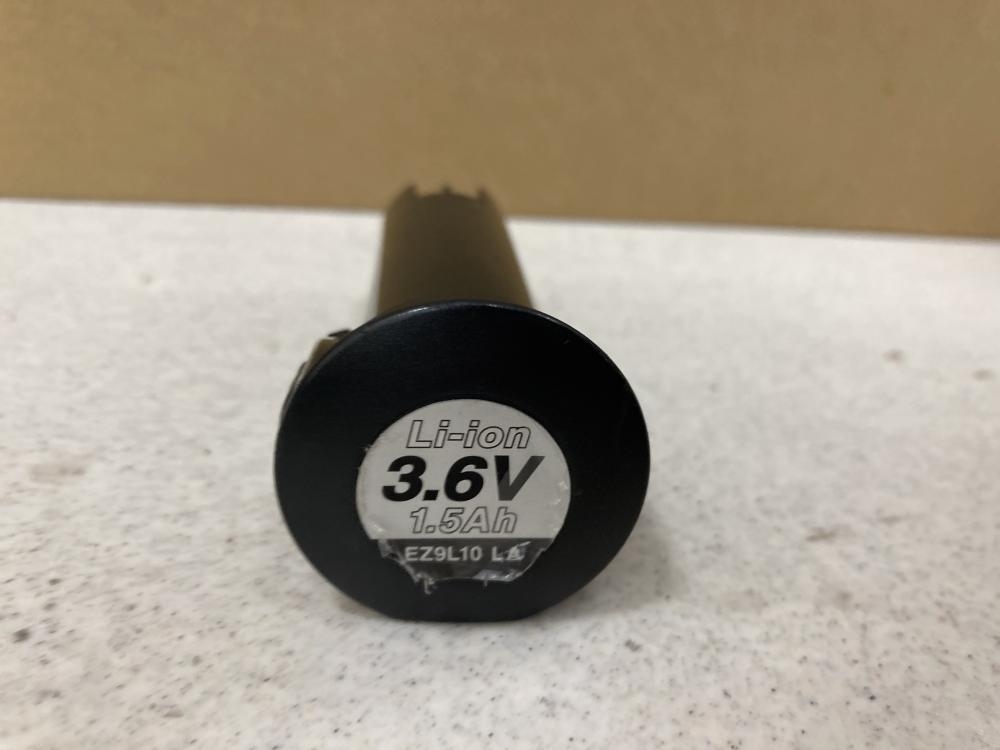 Li-ion
3.6V
1.5Ah
EZ9L10 LA